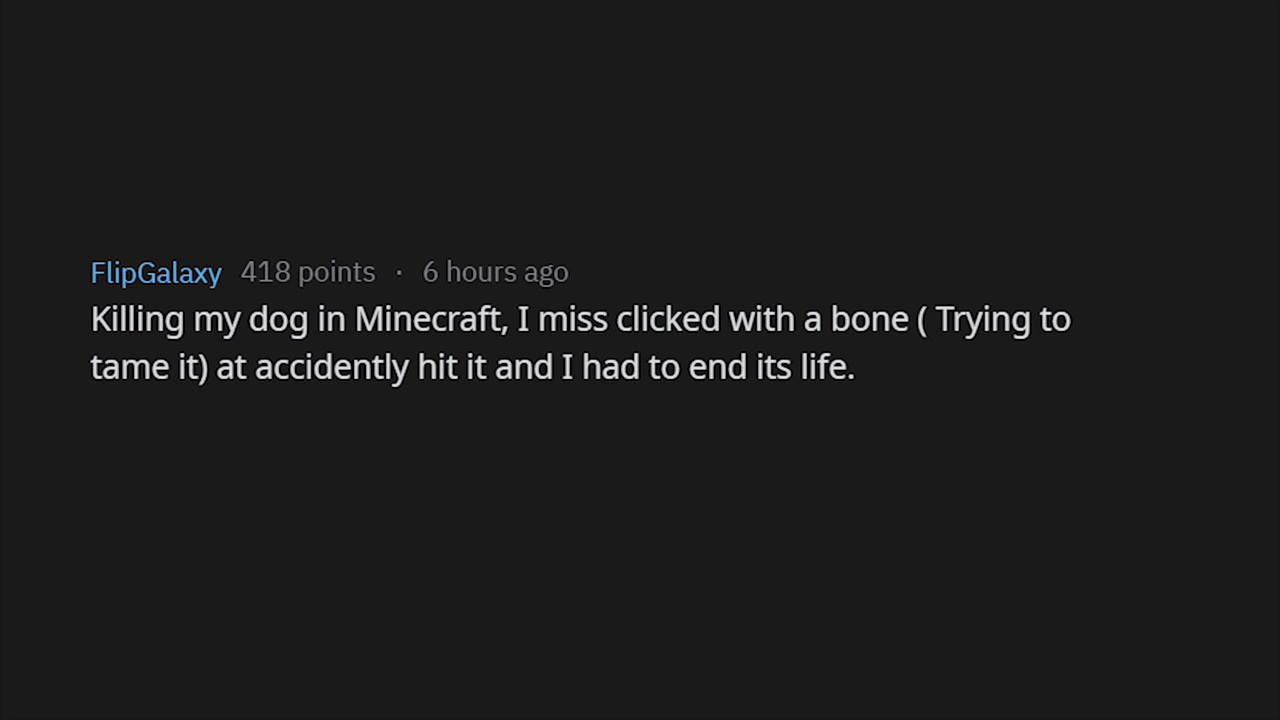 FlipGalaxy 418 points · 6 hours ago
Killing my dog in Minecraft, I miss clicked with a bone ( Trying to
tame it) at accidently hit it and I had to end its life.